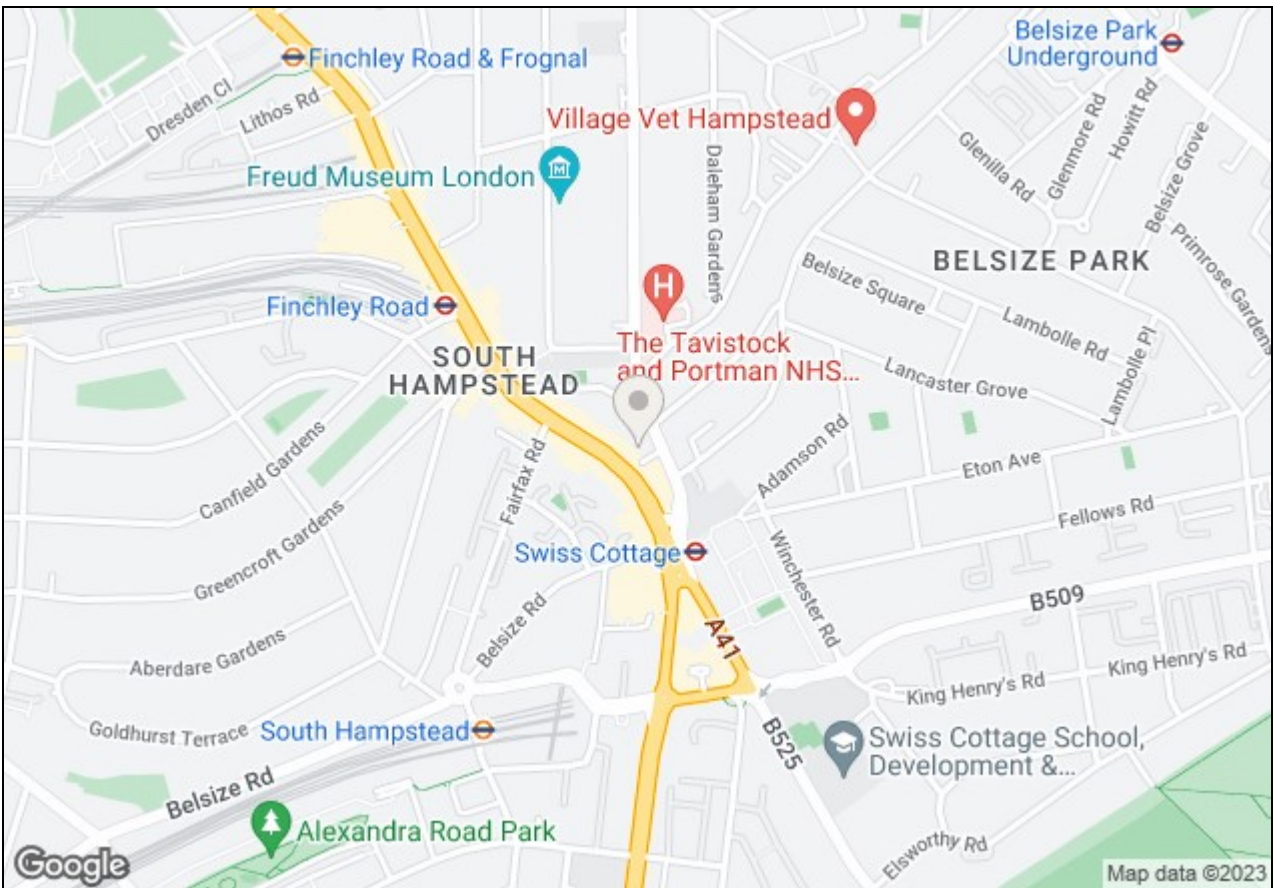 Belsize Park
Underground
Finchley Road & Frognal
Dresden Cl
Lithos Rd
Village Vet Hampstead
Howitt Rd
Glenmore Rd
Glenilla Rd
Belsize Grove
Freud Museum London
Daleham Gardens
Primrose Gardens
BELSIZE PARK
Belsize Square
H
Finchley Road
Lambolle Rd
The Tavistock
and Portman NHS...
SOUTH
HAMPSTEAD
Lancaster Grove
Lambolle Pl
Fairfax Rd
Adamson Rd
Canfield Gardens
Eton Ave
Fellows Rd
Greencroft Gardens
Swiss Cottage
Winchester Rd
B509
Belsize Rd
A41
Aberdare Gardens
King Henry's Rd
King Henry's Rd
Goldhurst Terrace
South Hampstead
B525
Swiss Cottage School,
Development &...
Belsize Rd
Alexandra Road Park
Elsworthy Rd
Google
Map data ©2023